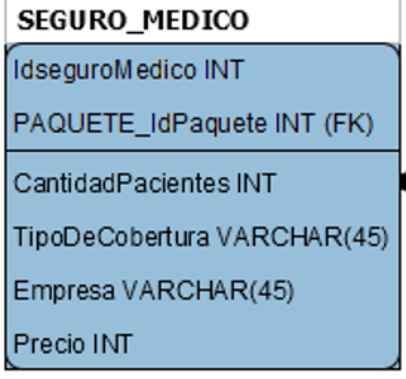 SEGURO_MEDICO
IdseguroMedico INT
PAQUETE_IdPaquete INT (FK)
CantidadPacientes INT
TipoDeCobertura VARCHAR(45)
Empresa VARCHAR(45)
Precio INT